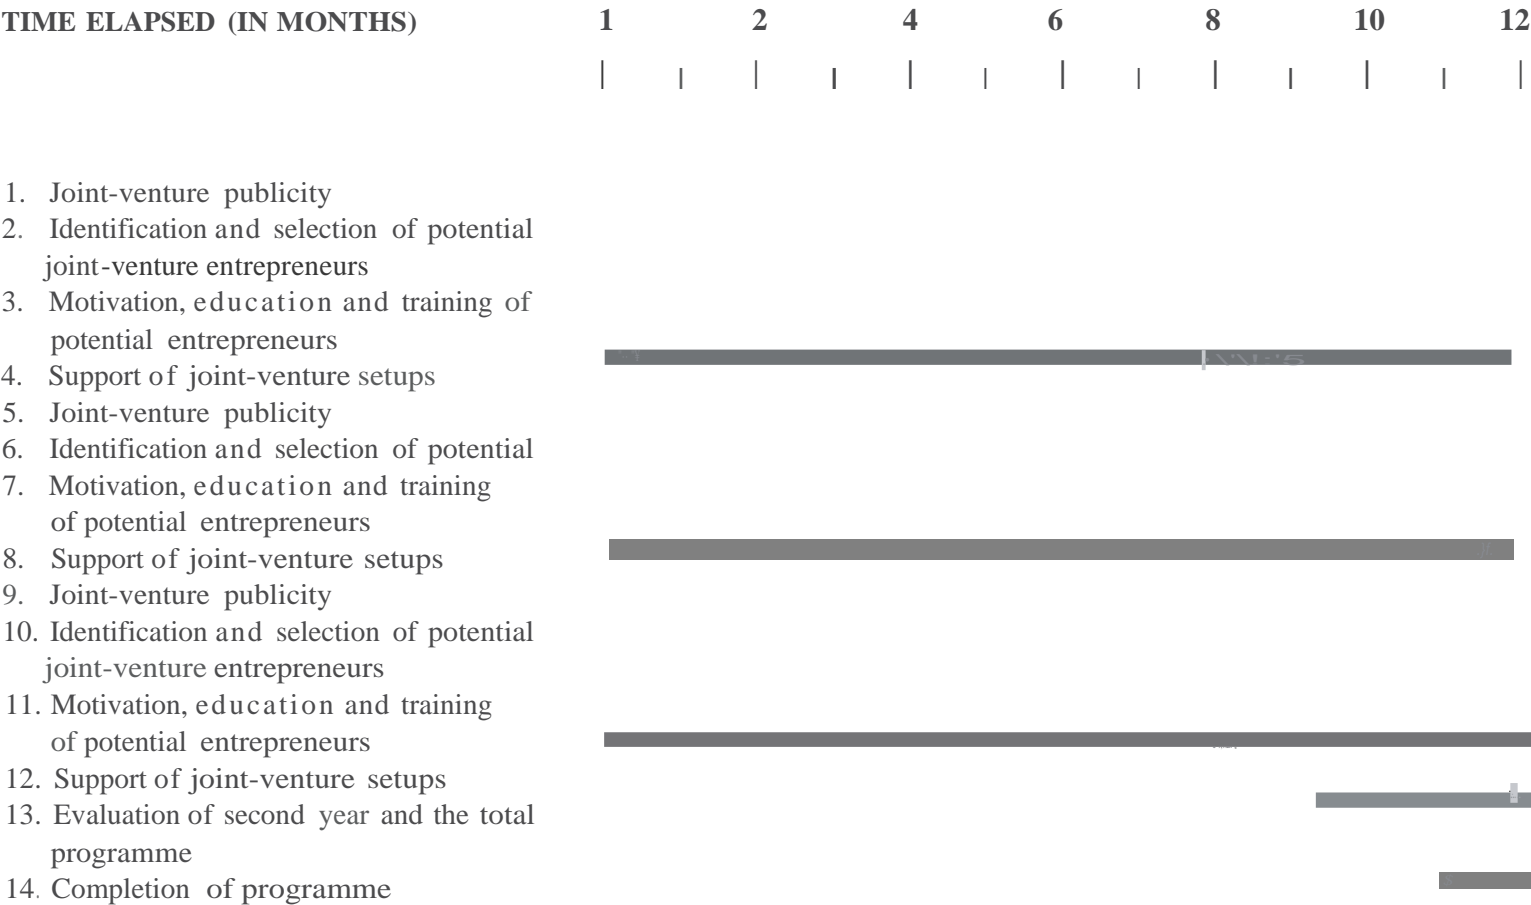 TIME ELAPSED (IN MONTHS) 1 2 4 6 8 10 12
1. Joint-venture publicity
2. Identification and selection of potential
joint-venture entrepreneurs
3. Motivation, education and training of
potential entrepreneurs
4. Support of joint-venture setups
5. Joint-venture publicity
6. Identification and selection of potential
7. Motivation, education and training
of potential entrepreneurs
8. Support of joint-venture setups
9. Joint-venture publicity
10. Identification and selection of potential
joint-venture entrepreneurs
11. Motivation, education and training
of potential entrepreneurs
12. Support of joint-venture setups
13. Evaluation of second year and the total
programme
14. Completion of programme